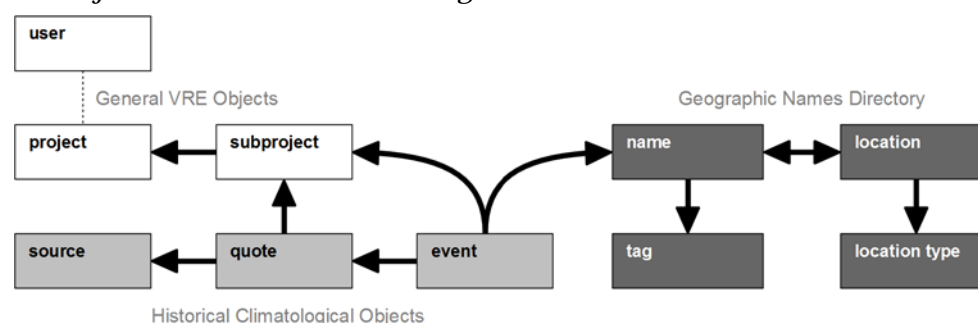 user
General VRE Objects
Geographic Names Directory
project
subproject
name
location
source
quote
event
tag
location type
Historical Climatological Objects